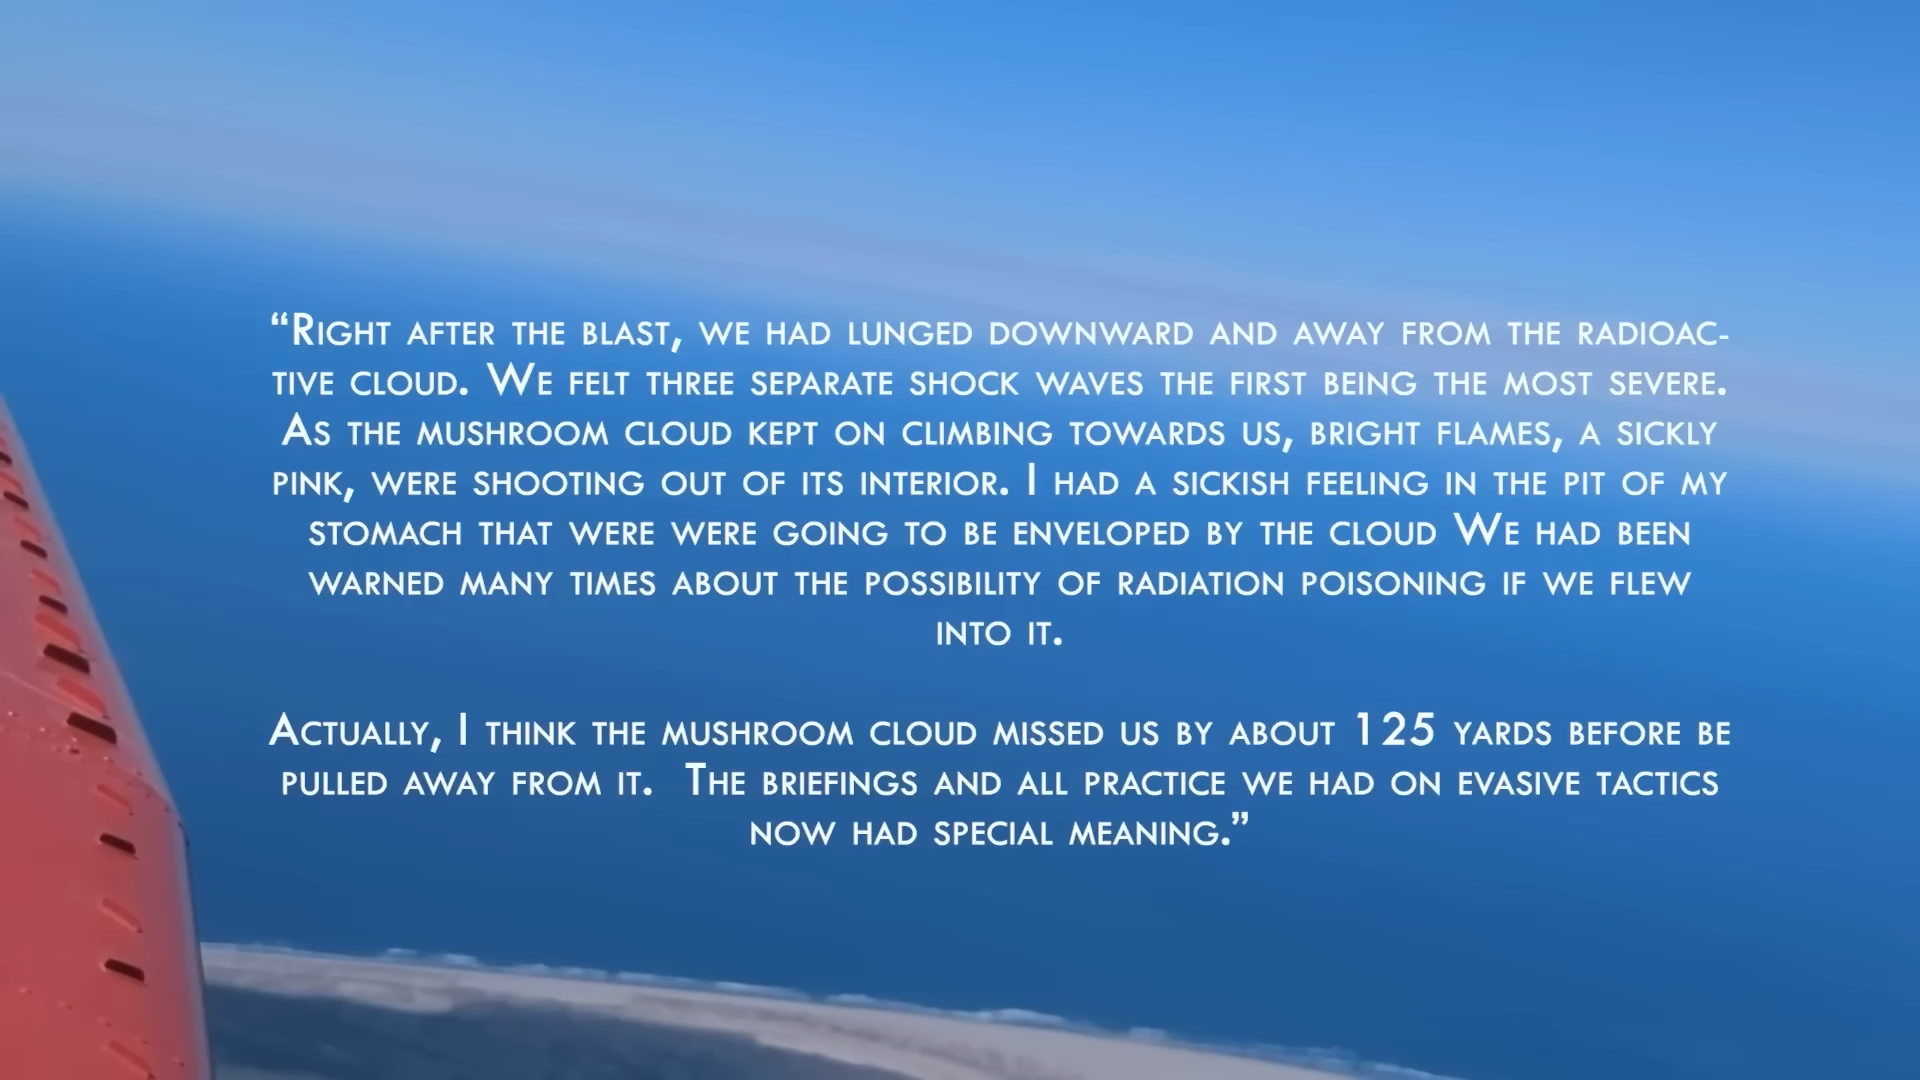 “Right after the blast, we had lunged downward and away from the radioac-
tive cloud. We felt three separate shock waves the first being the most severe.
As the mushroom cloud kept on climbing towards us, bright flames, a sickly
pink, were shooting out of its interior. I had a sickish feeling in the pit of my
stomach that were were going to be enveloped by the cloud We had been
warned many times about the possibility of radiation poisoning if we flew
into it.
Actually, I think the mushroom cloud missed us by about 125 yards before be
pulled away from it. The briefings and all practice we had on evasive tactics
now had special meaning.”